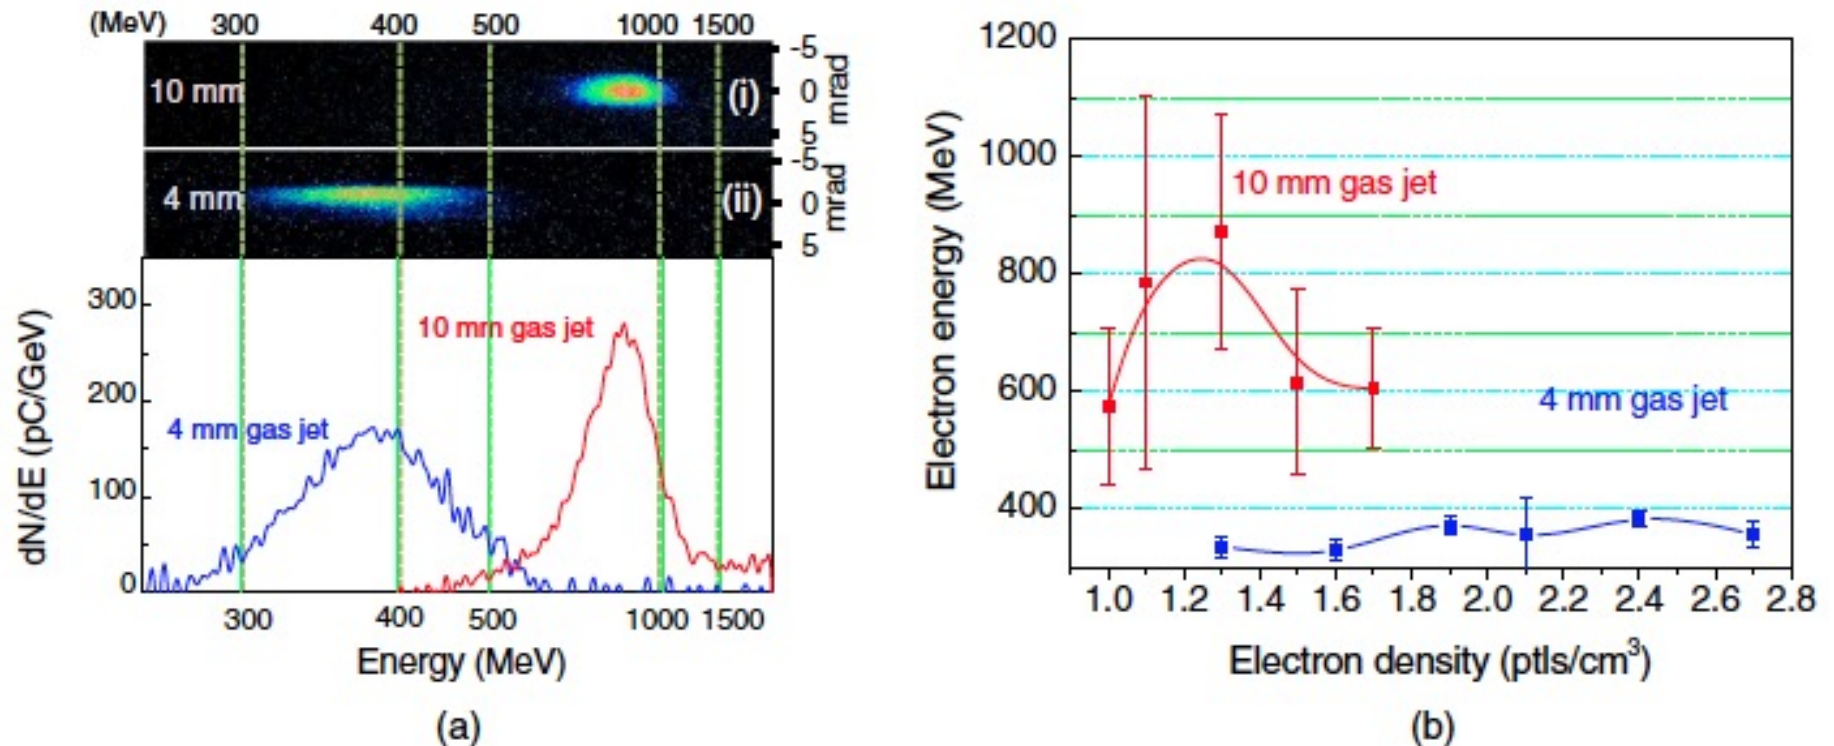 (MeV) 300 400 500 1000 1500
10 mm (i)
-5
0
5
mrad
4 mm (ii)
-5
0
5
mrad
300
200
100
0
dN/dE (pC/GeV)
10 mm gas jet
4 mm gas jet
300 400 500 1000 1500
Energy (MeV)
(a)
1200
1000
800
600
400
Electron energy (MeV)
10 mm gas jet
4 mm gas jet
1.0 1.2 1.4 1.6 1.8 2.0 2.2 2.4 2.6 2.8
Electron density (ptls/cm³)
(b)